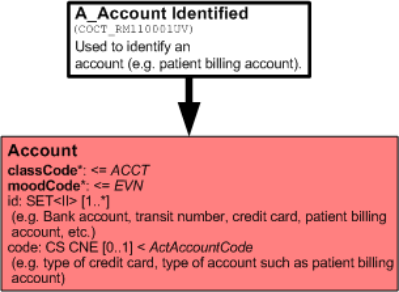 A_Account Identified
(COCT_RM110001UV)
Used to identify an
account (e.g. patient billing account).
Account
classCode*: <= ACCT
moodCode*: <= EVN
id: SET<II> [1..*]
(e.g. Bank account, transit number, credit card, patient billing
account, etc.)
code: CS CNE [0..1] < ActAccountCode
(e.g. type of credit card, type of account such as patient billing
account)